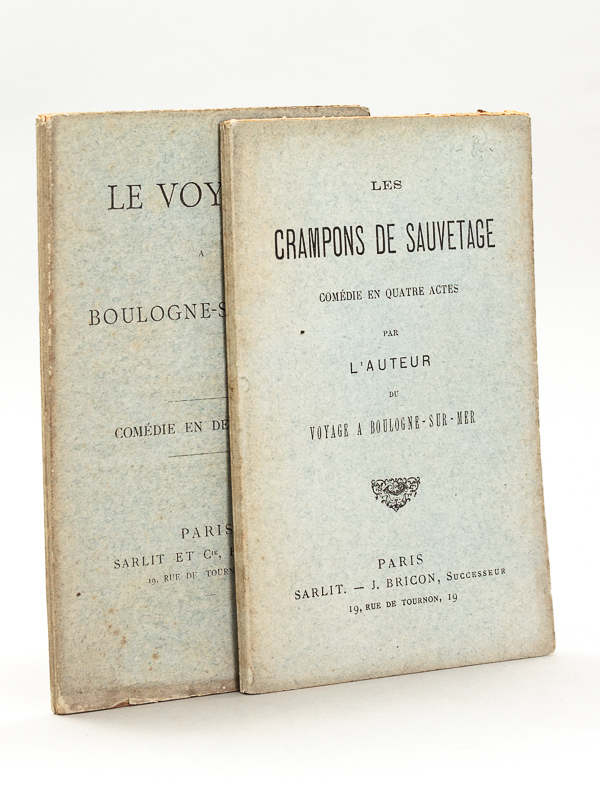 LE VOY
A
BOULOGNE-S
COMÉDIE EN DE
PARIS
SARLIT ET Cie,
19, RUE DE TOURN
LES
CRAMPONS DE SAUVETAGE
COMÉDIE EN QUATRE ACTES
PAR
L'AUTEUR
DU
VOYAGE A BOULOGNE-SUR-MER
PARIS
SARLIT. — J. BRICON, Successeur
19, RUE DE TOURNON, 19